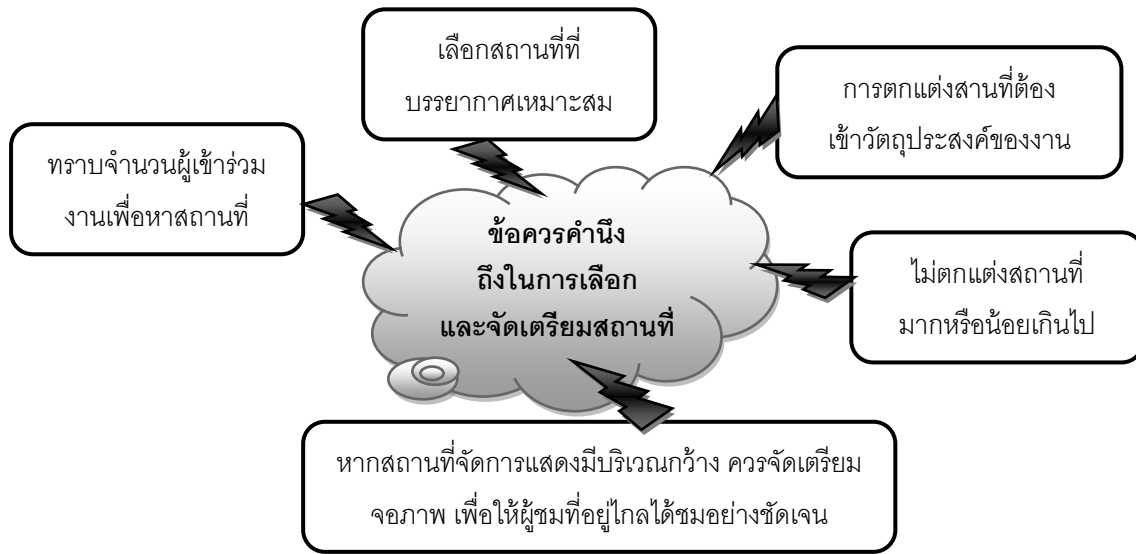 เลือกสถานที่ที่
บรรยากาศเหมาะสม
การตกแต่งสานที่ต้อง
เข้าวัตถุประสงค์ของงาน
ทราบจำนวนผู้เข้าร่วม
งานเพื่อหาสถานที่
ข้อควรคำนึง
ถึงในการเลือก
และจัดเตรียมสถานที่
ไม่ตกแต่งสถานที่
มากหรือน้อยเกินไป
หากสถานที่จัดการแสดงมีบริเวณกว้าง ควรจัดเตรียม
จอภาพ เพื่อให้ผู้ชมที่อยู่ไกลได้ชมอย่างชัดเจน